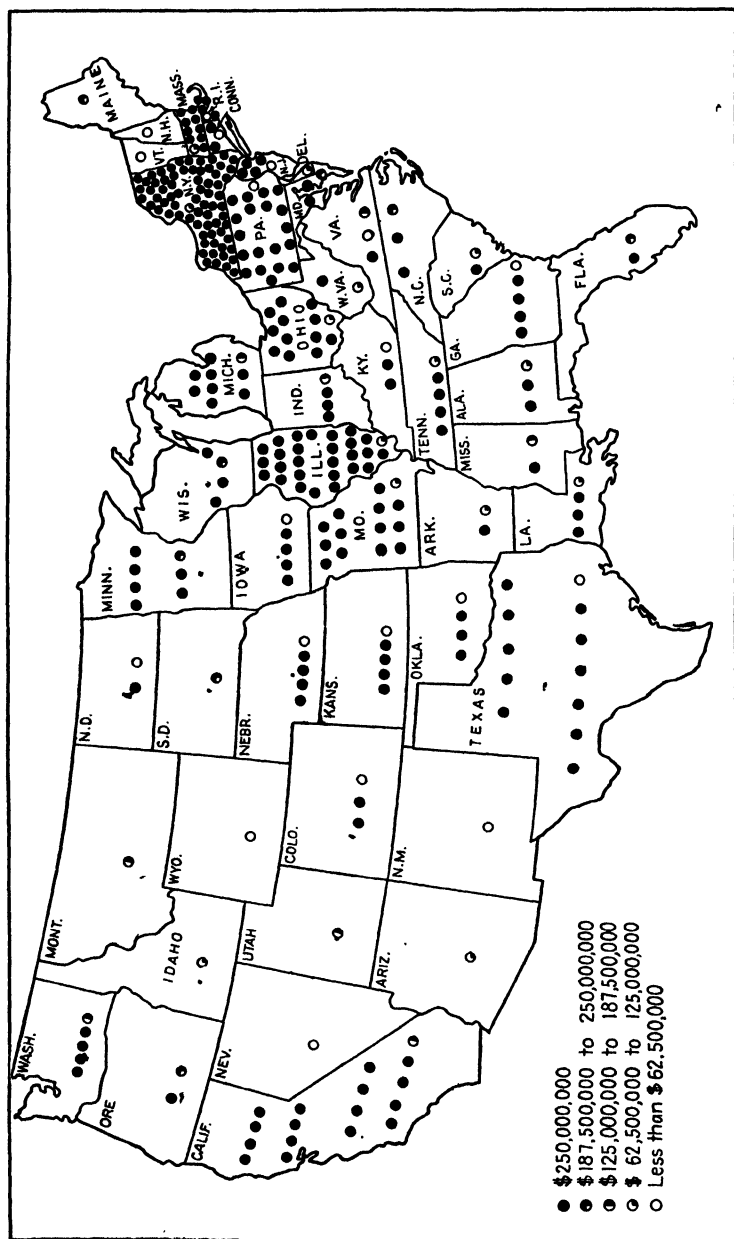 WASH.
ORE
CALIF.
NEV.
IDAHO
MONT.
WYO.
UTAH
ARIZ.
COLO.
N.M.
N.D.
S.D.
NEBR.
KANS.
OKLA.
TEXAS
MINN.
IOWA
MO.
ARK.
LA.
WIS.
ILL.
MICH.
IND.
OHIO
KY.
TENN.
MISS.
ALA.
GA.
FLA.
S.C.
N.C.
VA.
W.VA.
PA.
N.Y.
MD.
DEL.
N.J.
VT.
N.H.
MAINE
MASS.
R.I.
CONN.
$250,000,000
$187,500,000 to 250,000,000
$125,000,000 to 187,500,000
$ 62,500,000 to 125,000,000
Less than $62,500,000